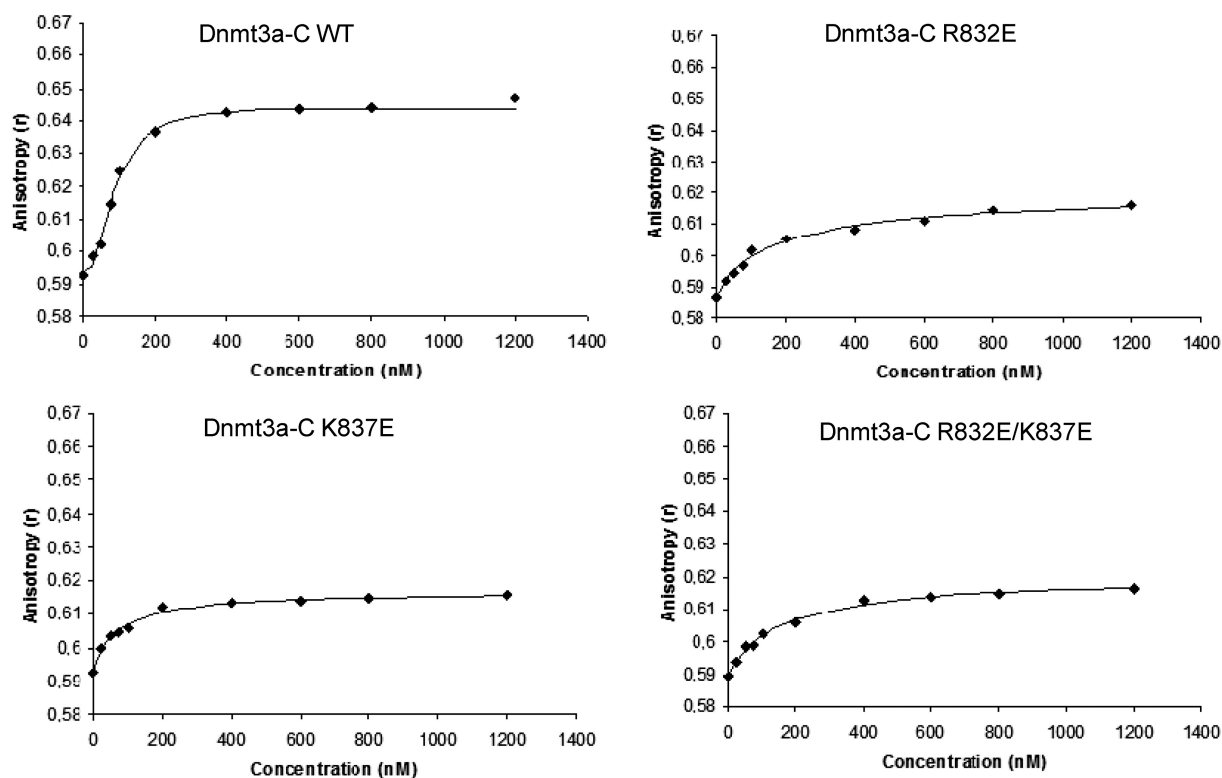 Dnmt3a-C WT
Anisotropy (r)
0,67
0,66
0,65
0,64
0,63
0,62
0,61
0,6
0,59
0,58
0 200 400 600 800 1000 1200 1400
Concentration (nM)
Dnmt3a-C R832E
Anisotropy (r)
0,67
0,66
0,65
0,64
0,63
0,62
0,61
0,6
0,59
0,58
0 200 400 600 800 1000 1200 1400
Concentration (nM)
Dnmt3a-C K837E
Anisotropy (r)
0,67
0,66
0,65
0,64
0,63
0,62
0,61
0,6
0,59
0,58
0 200 400 600 800 1000 1200 1400
Concentration (nM)
Dnmt3a-C R832E/K837E
Anisotropy (r)
0,67
0,66
0,65
0,64
0,63
0,62
0,61
0,6
0,59
0,58
0 200 400 600 800 1000 1200 1400
Concentration (nM)